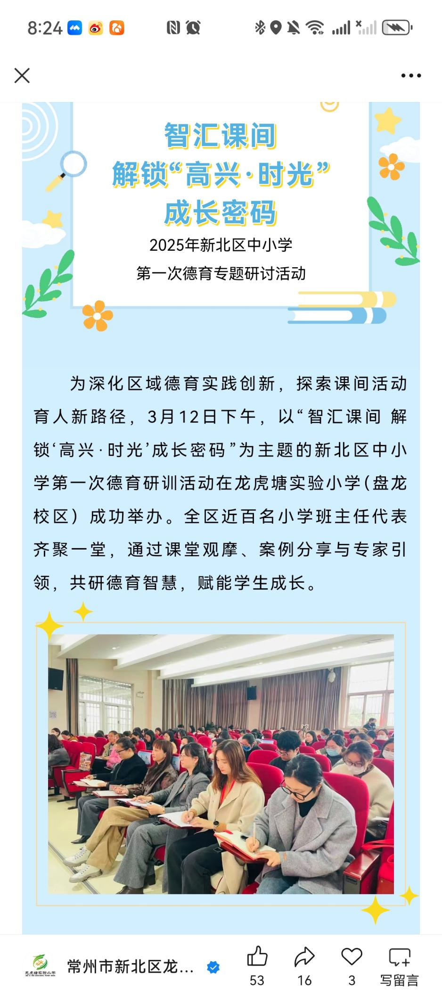 8:24
智汇课间
解锁“高兴·时光”
成长密码
2025年新北区中小学
第一次德育专题研讨活动
为深化区域德育实践创新，探索课间活动
育人新路径，3月12日下午，以“智汇课间 解
锁‘高兴·时光’成长密码”为主题的新北区中小
学第一次德育研训活动在龙虎塘实验小学(盘龙
校区）成功举办。全区近百名小学班主任代表
齐聚一堂，通过课堂观摩、案例分享与专家引
领，共研德育智慧，赋能学生成长。
龙虎塘实验小学
常州市新北区龙...
53
16
3
写留言